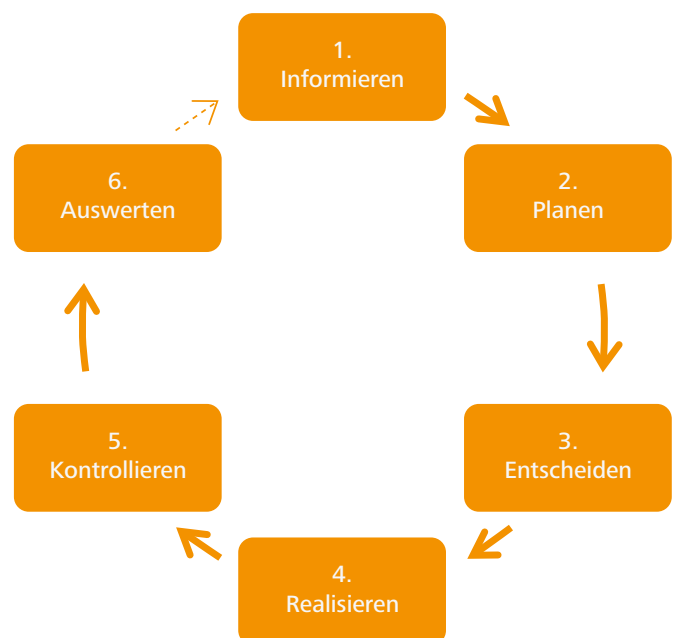 1.
Informieren
2.
Planen
3.
Entscheiden
4.
Realisieren
5.
Kontrollieren
6.
Auswerten